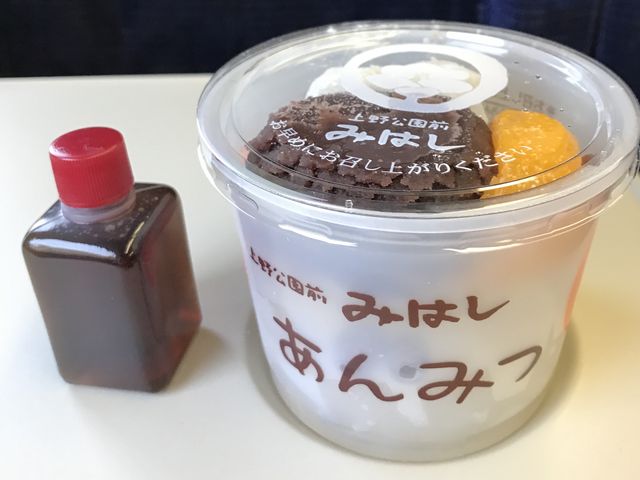 上野公園前
みはし
お早めにお召し上がりください
上野公園前 みはし
あんみつ